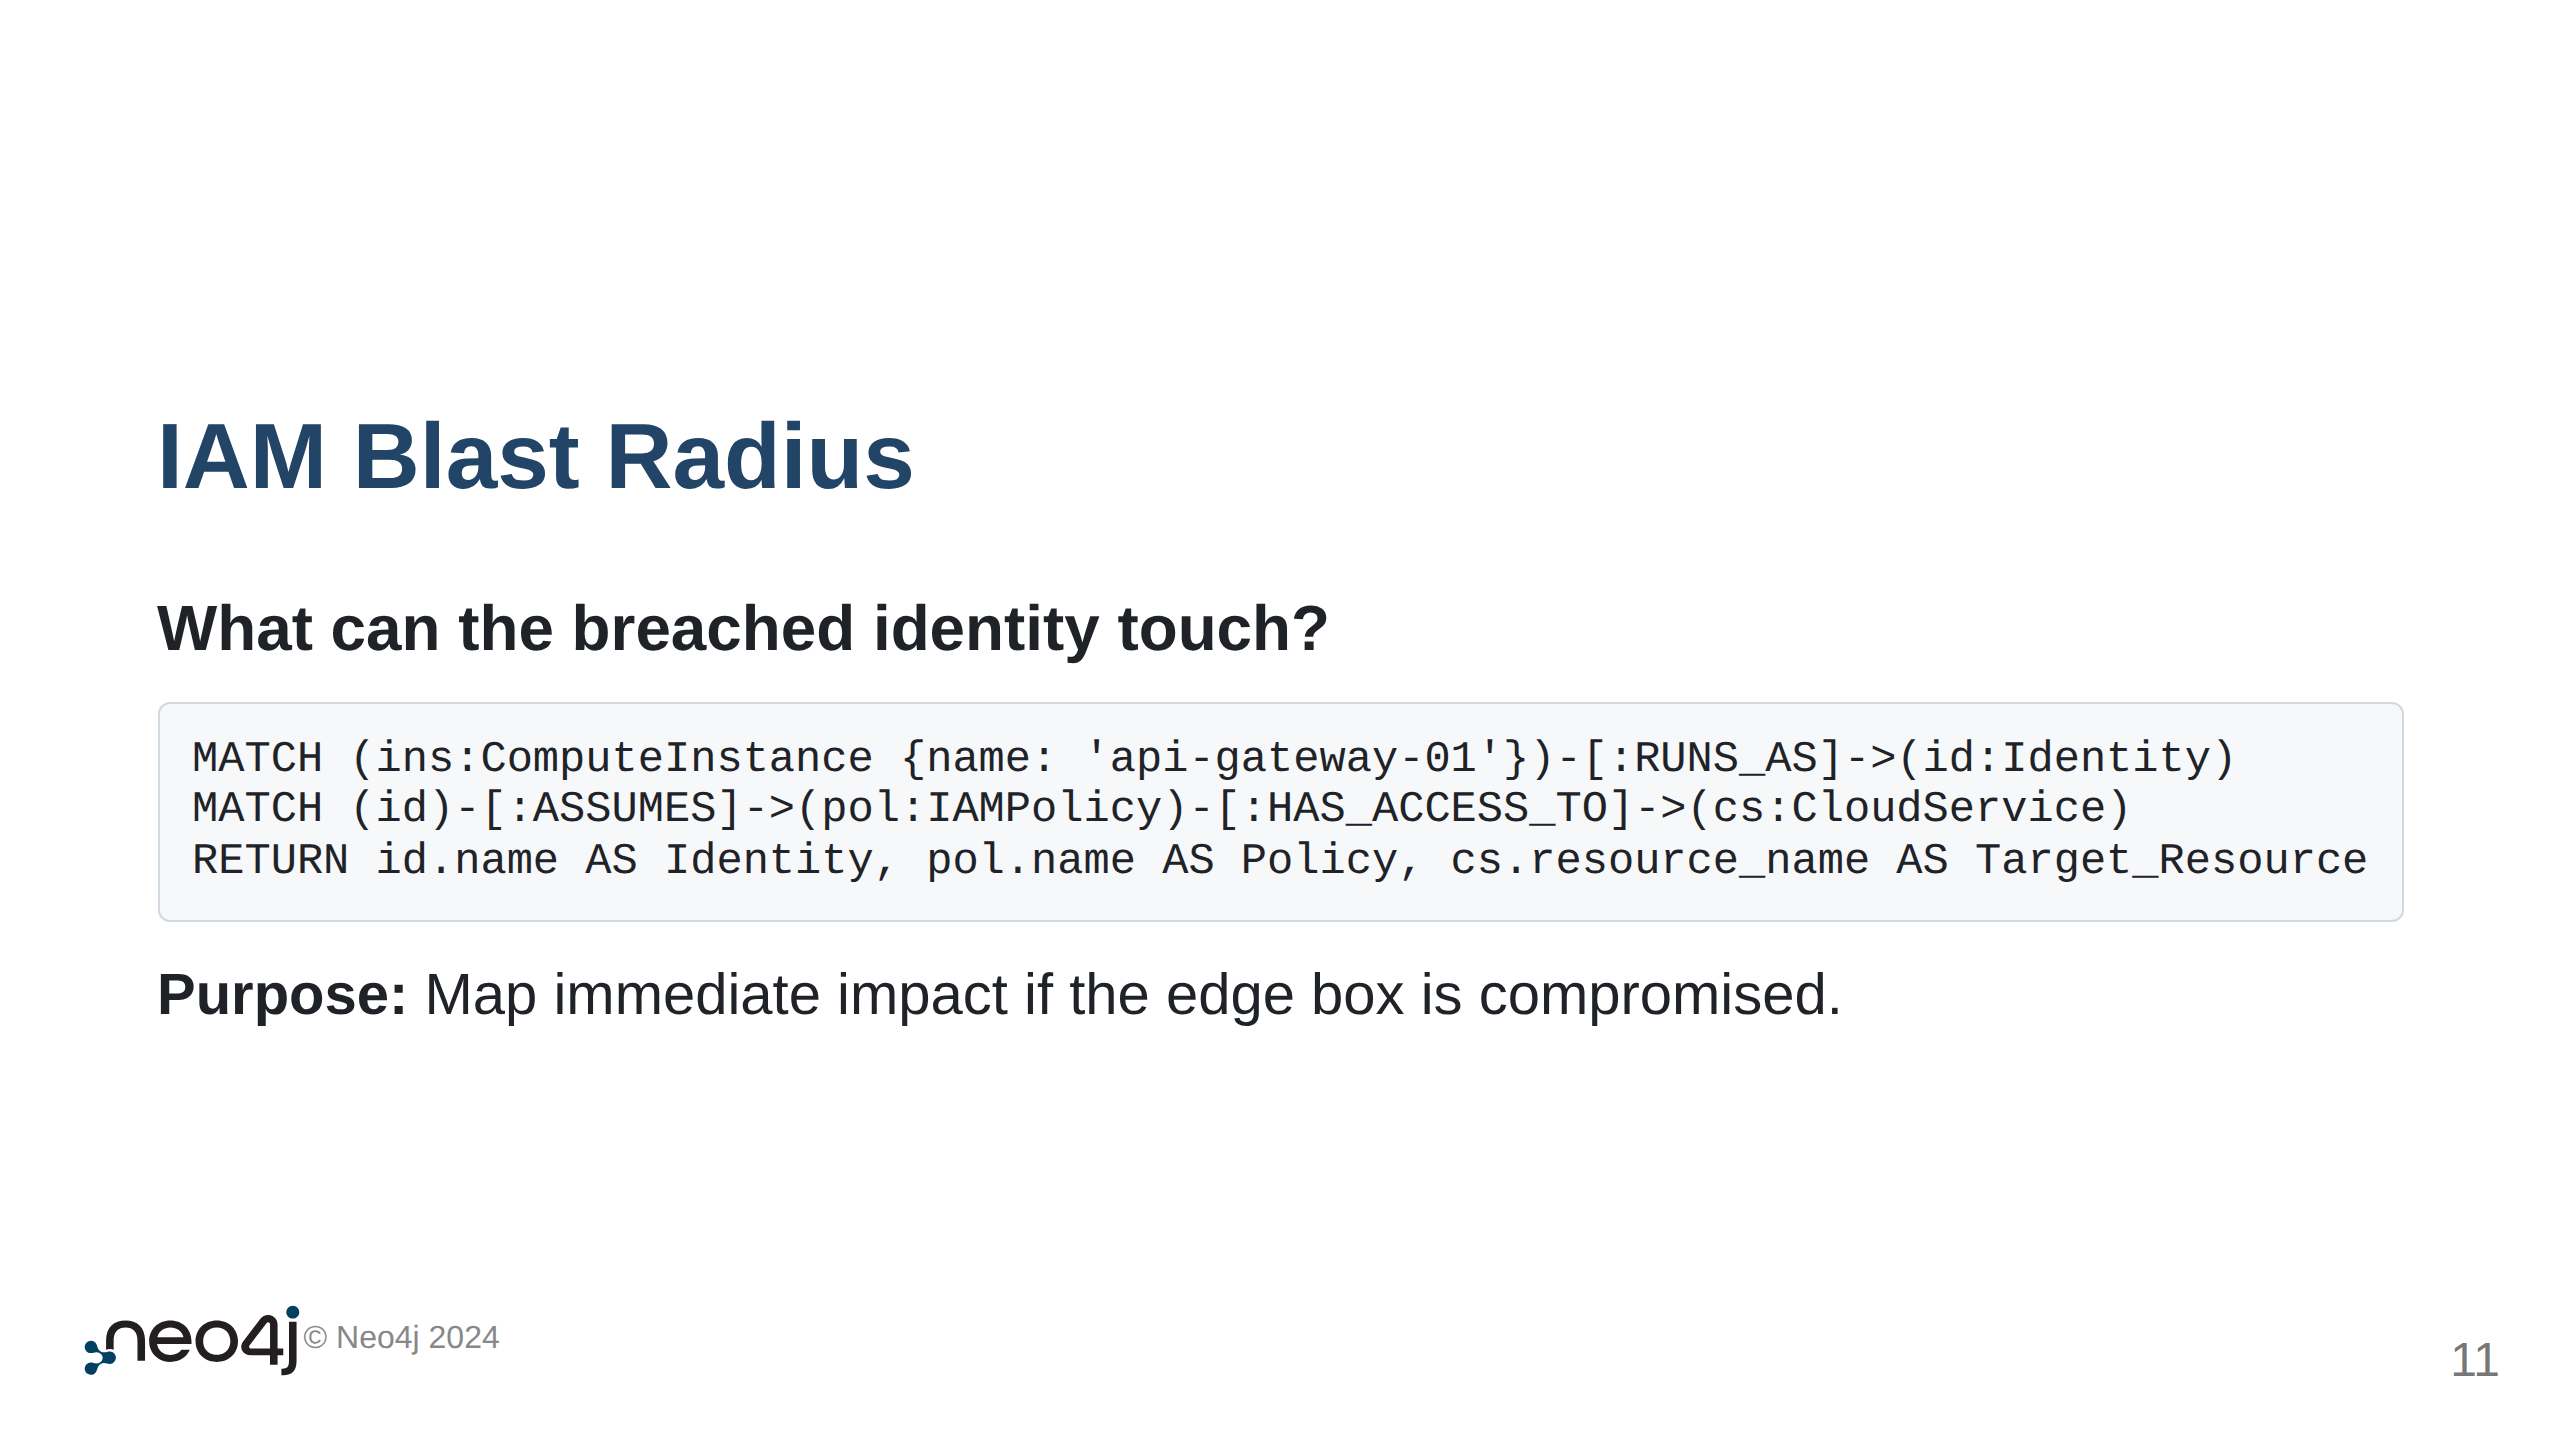 IAM Blast Radius
What can the breached identity touch?
MATCH (ins:ComputeInstance {name: 'api-gateway-01'})-[:RUNS_AS]->(id:Identity)
MATCH (id)-[:ASSUMES]->(pol:IAMPolicy)-[:HAS_ACCESS_TO]->(cs:CloudService)
RETURN id.name AS Identity, pol.name AS Policy, cs.resource_name AS Target_Resource
Purpose: Map immediate impact if the edge box is compromised.
neo4j © Neo4j 2024
11